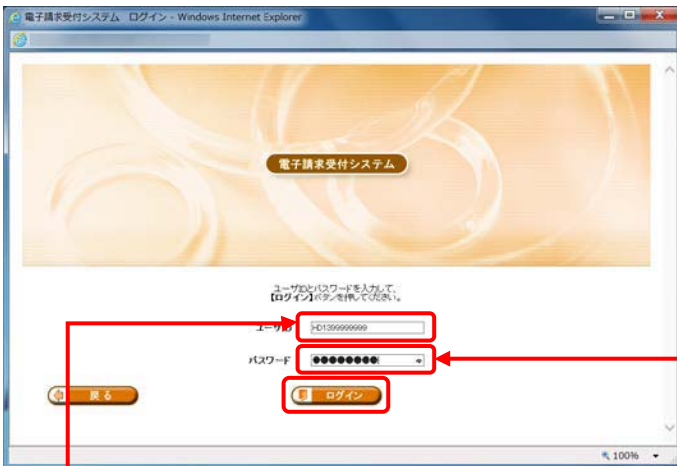 電子請求受付システム ログイン - Windows Internet Explorer
電子請求受付システム
ユーザIDとパスワードを入力して、
【ログイン】ボタンを押してください。
ユーザID HD1399999999
パスワード ●●●●●●●●
戻る
ログイン
100%